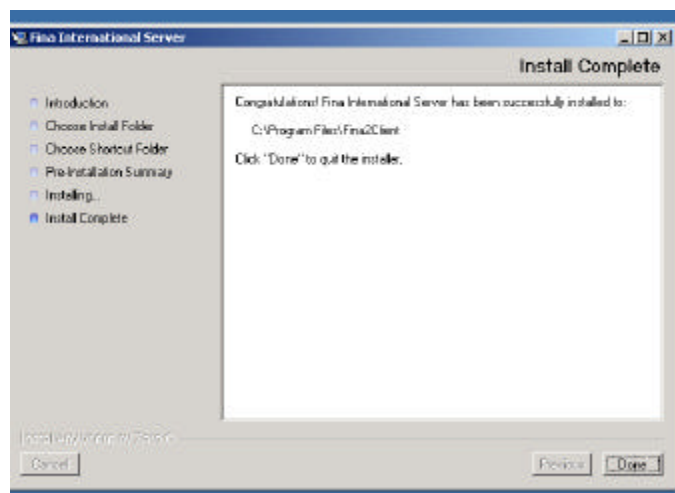 Fina International Server
Install Complete
Introduction
Choose Install Folder
Choose Shortcut Folder
Pre-Installation Summary
Installing...
Install Complete
Congratulations! Fina International Server has been successfully installed to:
C:\Program Files\Fina2Client
Click "Done" to quit the installer.
Cancel
Previous
Done